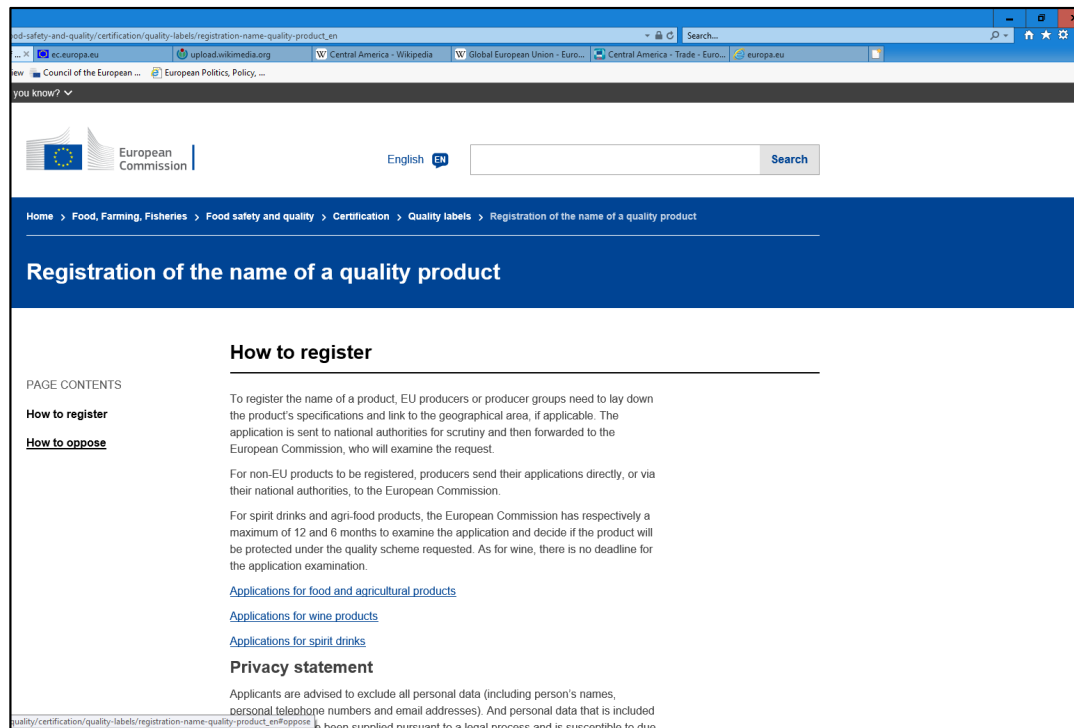 ood-safety-and-quality/certification/quality-labels/registration-name-quality-product_en
Search...
... ec.europa.eu upload.wikimedia.org Central America - Wikipedia Global European Union - Euro... Central America - Trade - Euro... europa.eu
iew Council of the European ... European Politics, Policy, ...
you know?
European
Commission
English EN
Search
Home > Food, Farming, Fisheries > Food safety and quality > Certification > Quality labels > Registration of the name of a quality product
Registration of the name of a quality product
How to register
PAGE CONTENTS
How to register
How to oppose
To register the name of a product, EU producers or producer groups need to lay down
the product's specifications and link to the geographical area, if applicable. The
application is sent to national authorities for scrutiny and then forwarded to the
European Commission, who will examine the request.
For non-EU products to be registered, producers send their applications directly, or via
their national authorities, to the European Commission.
For spirit drinks and agri-food products, the European Commission has respectively a
maximum of 12 and 6 months to examine the application and decide if the product will
be protected under the quality scheme requested. As for wine, there is no deadline for
the application examination.
Applications for food and agricultural products
Applications for wine products
Applications for spirit drinks
Privacy statement
Applicants are advised to exclude all personal data (including person's names,
personal telephone numbers and email addresses). And personal data that is included
been supplied pursuant to a legal process and is susceptible to due
quality/certification/quality-labels/registration-name-quality-product_en#oppose